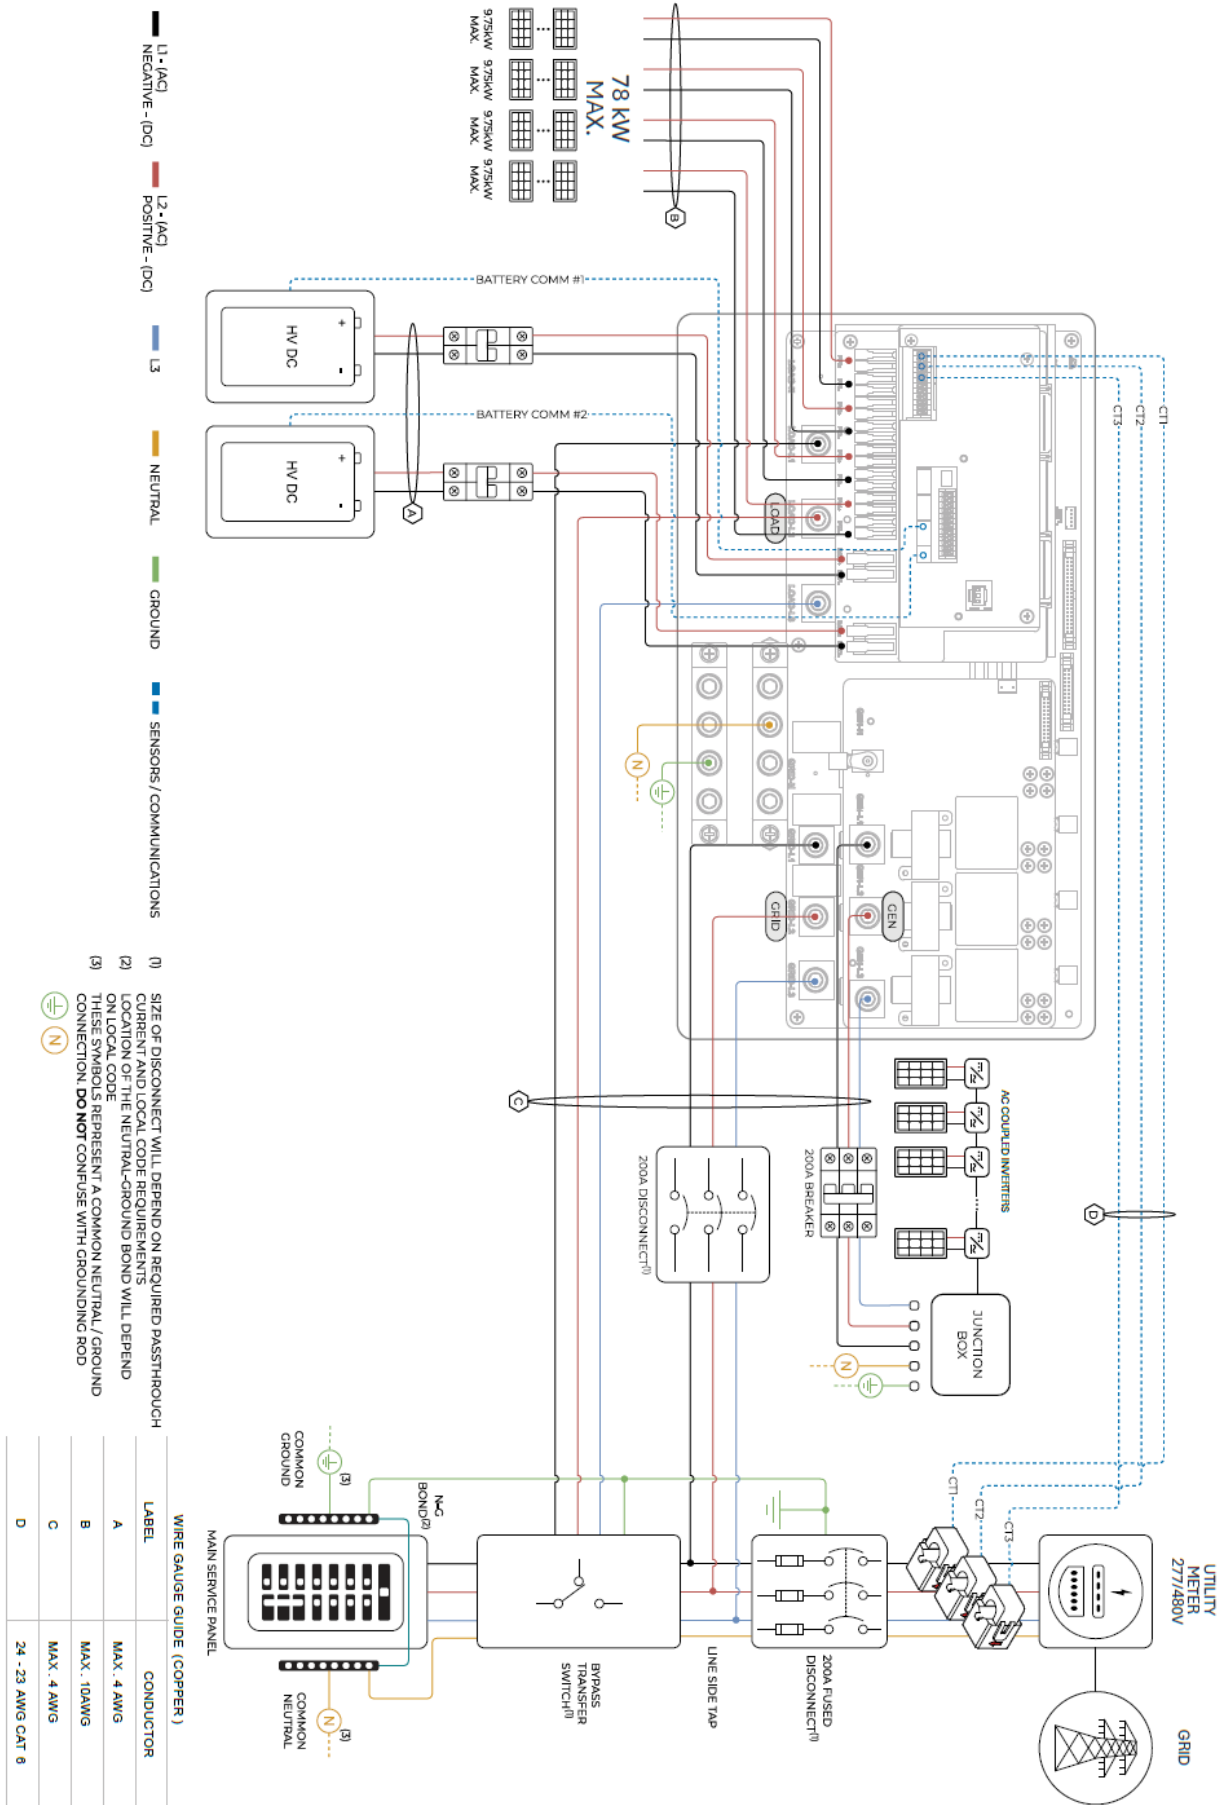 UTILITY
METER
277/480V
GRID
CT1
CT2
CT3
D
AC COUPLED INVERTERS
JUNCTION
BOX
CT1
CT2
CT3
GEN
N
200A BREAKER
200A FUSED
DISCONNECT(1)
GRID
LOAD
LINE SIDE TAP
B
78 kW
MAX.
N
200A DISCONNECT(1)
9.75kW
MAX.
9.75kW
MAX.
9.75kW
MAX.
9.75kW
MAX.
BATTERY COMM #1
BATTERY COMM #2
C
BYPASS
TRANSFER
SWITCH(1)
A
N-G
BOND(2)
+
-
HV DC
+
-
HV DC
(3)
COMMON
GROUND
(3)
N
COMMON
NEUTRAL
MAIN SERVICE PANEL
L1 - (AC)
NEGATIVE - (DC)
L2 - (AC)
POSITIVE - (DC)
L3
NEUTRAL
GROUND
SENSORS / COMMUNICATIONS
(1) SIZE OF DISCONNECT WILL DEPEND ON REQUIRED PASSTHROUGH
CURRENT AND LOCAL CODE REQUIREMENTS
(2) LOCATION OF THE NEUTRAL-GROUND BOND WILL DEPEND
ON LOCAL CODE
(3) THESE SYMBOLS REPRESENT A COMMON NEUTRAL / GROUND
CONNECTION. DO NOT CONFUSE WITH GROUNDING ROD
N
WIRE GAUGE GUIDE (COPPER )
LABEL CONDUCTOR
A MAX . 4 AWG
B MAX . 10AWG
C MAX . 4 AWG
D 24 - 23 AWG CAT 6